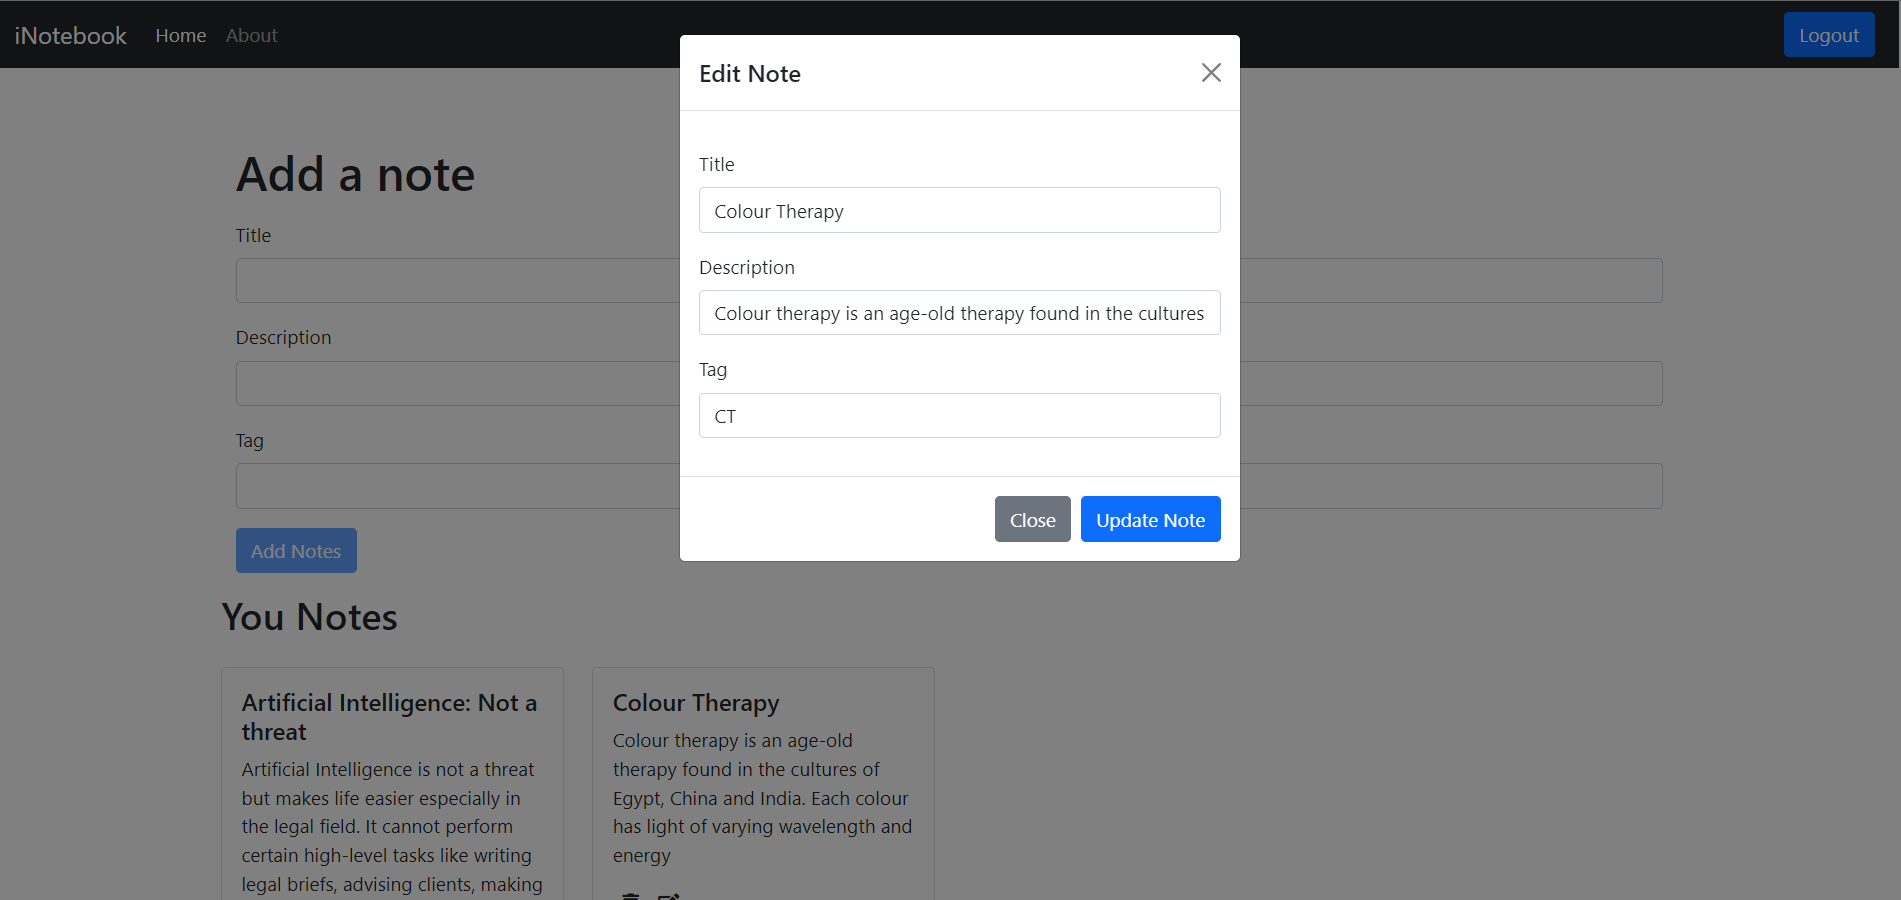 iNotebook Home About Logout
Edit Note
Title
Colour Therapy
Description
Colour therapy is an age-old therapy found in the cultures
Tag
CT
Close Update Note
Add a note
Title
Description
Tag
Add Notes
You Notes
Artificial Intelligence: Not a
threat
Artificial Intelligence is not a threat
but makes life easier especially in
the legal field. It cannot perform
certain high-level tasks like writing
legal briefs, advising clients, making
Colour Therapy
Colour therapy is an age-old
therapy found in the cultures of
Egypt, China and India. Each colour
has light of varying wavelength and
energy